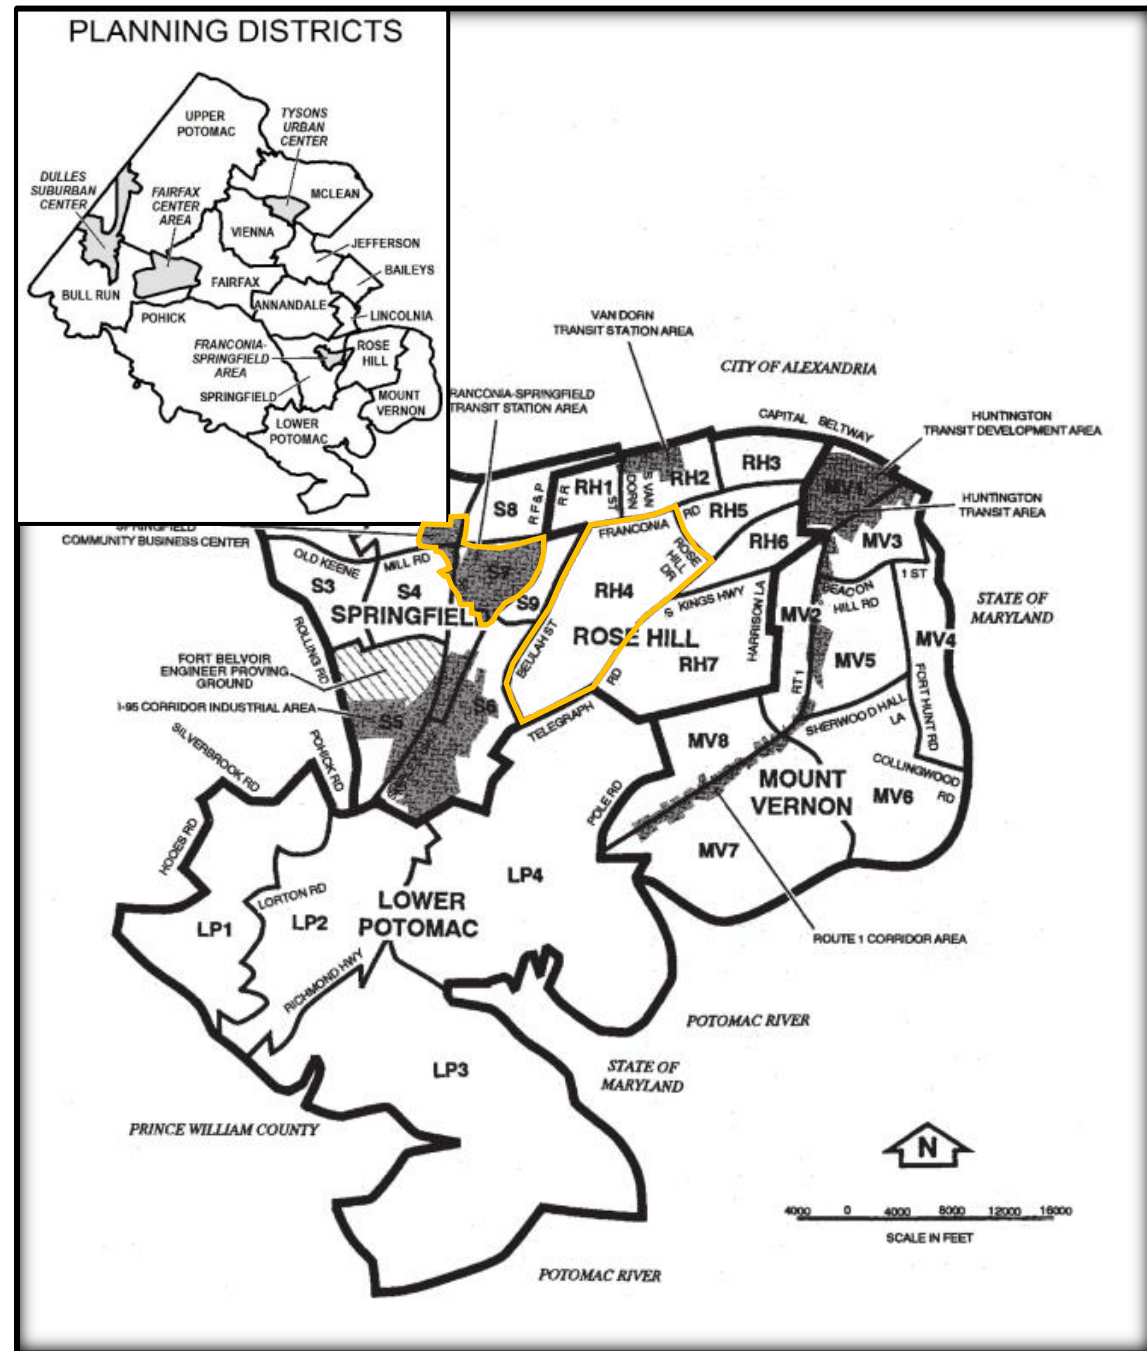 PLANNING DISTRICTS
UPPER
POTOMAC
TYSONS
URBAN
CENTER
DULLES
SUBURBAN
CENTER
FAIRFAX
CENTER
AREA
MCLEAN
VIENNA
JEFFERSON
BAILEYS
BULL RUN
FAIRFAX
ANNANDALE
LINCOLNIA
POHICK
FRANCONIA-
SPRINGFIELD
AREA
ROSE
HILL
SPRINGFIELD
MOUNT
VERNON
LOWER
POTOMAC
VAN DORN
TRANSIT STATION AREA
CITY OF ALEXANDRIA
RANCONIA-SPRINGFIELD
TRANSIT STATION AREA
CAPITAL BELTWAY
HUNTINGTON
TRANSIT DEVELOPMENT AREA
HUNTINGTON
TRANSIT AREA
SPRINGFIELD
COMMUNITY BUSINESS CENTER
S8
R F & P
R R
RH1
ST
DORN
S VAN
RH2
RH3
MV1
FRANCONIA
RD
RH5
ROSE
HILL
DR
RH6
MV3
1 ST
OLD KEENE
MILL RD
S3
S4
S7
S9
SPRINGFIEL
RH4
S KINGS HWY
HARRISON LA
MV2
BEACON
HILL RD
STATE OF
MARYLAND
MV4
ROLLING RD
BEULAH ST
ROSE HILL
RH7
RD
RT 1
MV5
FORT HUNT RD
FORT BELVOIR
ENGINEER PROVING
GROUND
I-95 CORRIDOR INDUSTRIAL AREA
S5
S6
TELEGRAPH
SHERWOOD HALL
LA
SILVERBROOK RD
POHICK RD
MV8
MOUNT
VERNON
COLLINGWOOD
RD
MV6
POLE RD
HOOES RD
MV7
LP4
LORTON RD
LP1
LP2
LOWER
POTOMAC
ROUTE 1 CORRIDOR AREA
RICHMOND HWY
POTOMAC RIVER
LP3
STATE OF
MARYLAND
PRINCE WILLIAM COUNTY
N
4000 0 4000 8000 12000 16000
SCALE IN FEET
POTOMAC RIVER